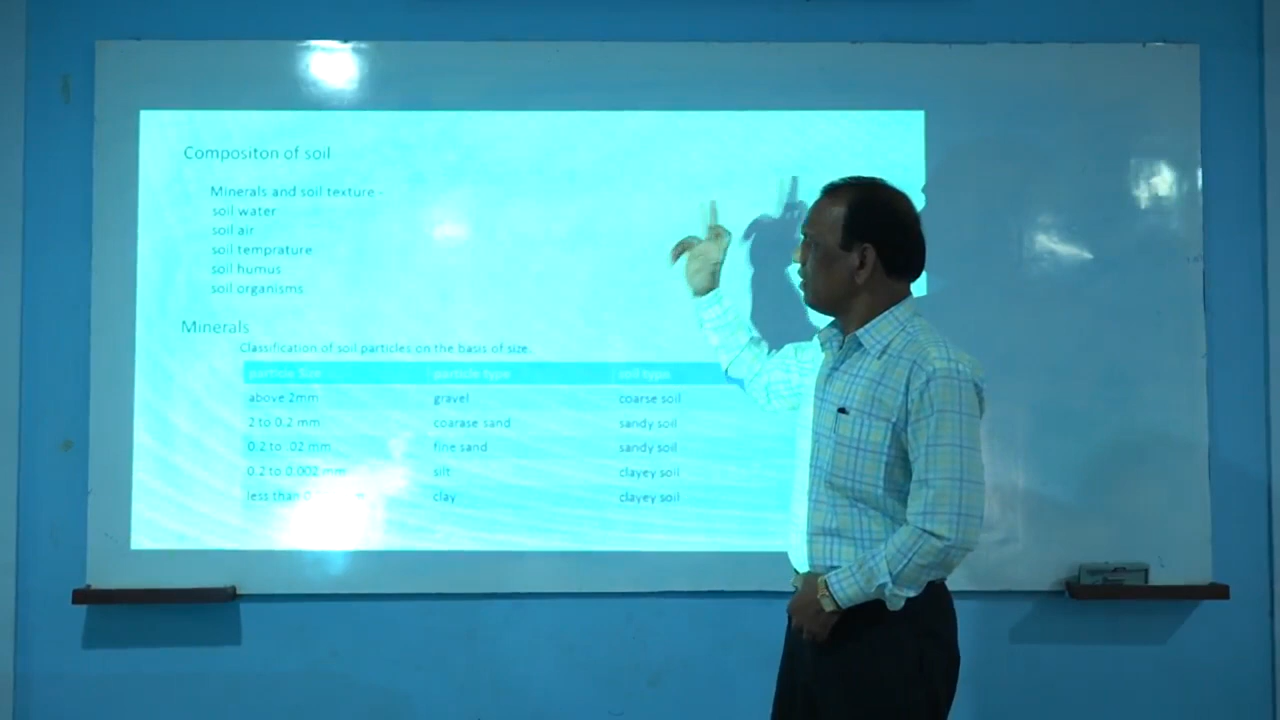 Compositon of soil
Minerals and soil texture -
soil water
soil air
soil temprature
soil humus
soil organisms
Minerals
Classification of soil particles on the basis of size
particle Size particle type soil type
above 2mm gravel coarse soil
2 to 0.2 mm coarase sand sandy soil
0.2 to .02 mm fine sand sandy soil
0.2 to 0.002 mm silt clayey soil
less than clay clayey soil